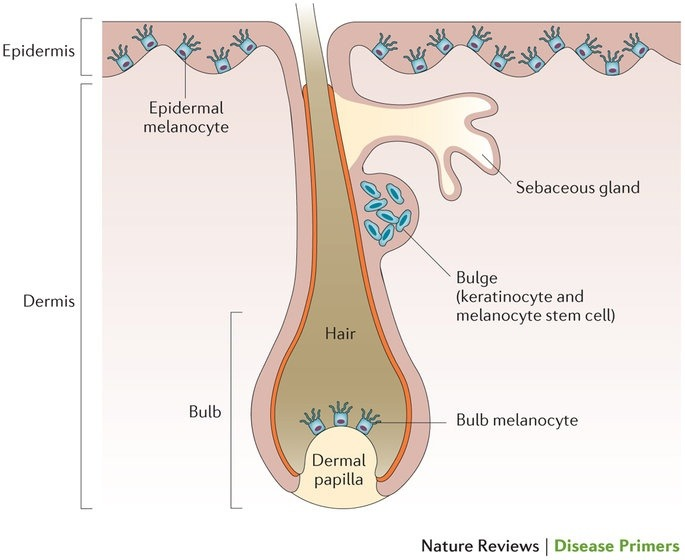 Epidermis
Epidermal
melanocyte
Sebaceous gland
Bulge
(keratinocyte and
melanocyte stem cell)
Dermis
Hair
Bulb
Bulb melanocyte
Dermal
papilla
Nature Reviews | Disease Primers